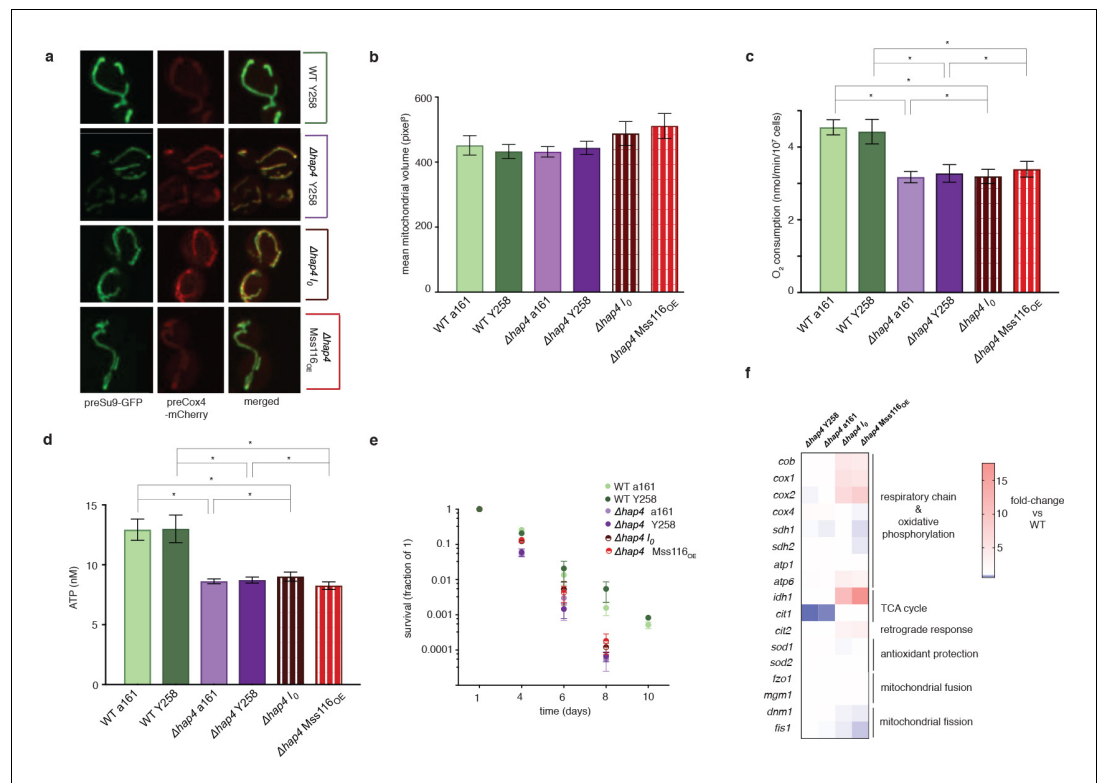 a
WT Y258
Δhap4 Y258
Δhap4 I0
Δhap4
Mss116OE
preSu9-GFP
preCox4
-mCherry
merged
b
mean mitochondrial volume (pdxel³)
600
400
200
0
WT a161
WT Y258
Δhap4 a161
Δhap4 Y258
Δhap4 I0
Δhap4 Mss116OE
c
* * * * * *
O2 consumption (nmol/min/10⁷ cells)
4
2
0
WT a161
WT Y258
Δhap4 a161
Δhap4 Y258
Δhap4 I0
Δhap4 Mss116OE
d
* * * * * *
ATP (nM)
15
10
5
0
WT a161
WT Y258
Δhap4 a161
Δhap4 Y258
Δhap4 I0
Δhap4 Mss116OE
e
WT a161
WT Y258
Δhap4 a161
Δhap4 Y258
Δhap4 I0
Δhap4 Mss116OE
survival (fraction of 1)
1
0.1
0.01
0.001
0.0001
1 4 6 8 10
time (days)
f
Δhap4 Y258
Δhap4 a161
Δhap4 I0
Δhap4 Mss116OE
cob
cox1
cox2
cox4
sdh1
sdh2
atp1
atp6
idh1
cit1
cit2
sod1
sod2
fzo1
mgm1
dnm1
fis1
respiratory chain
&
oxidative
phosphorylation
TCA cycle
retrograde response
antioxidant protection
mitochondrial fusion
mitochondrial fission
15
10
5
fold-change
vs
WT